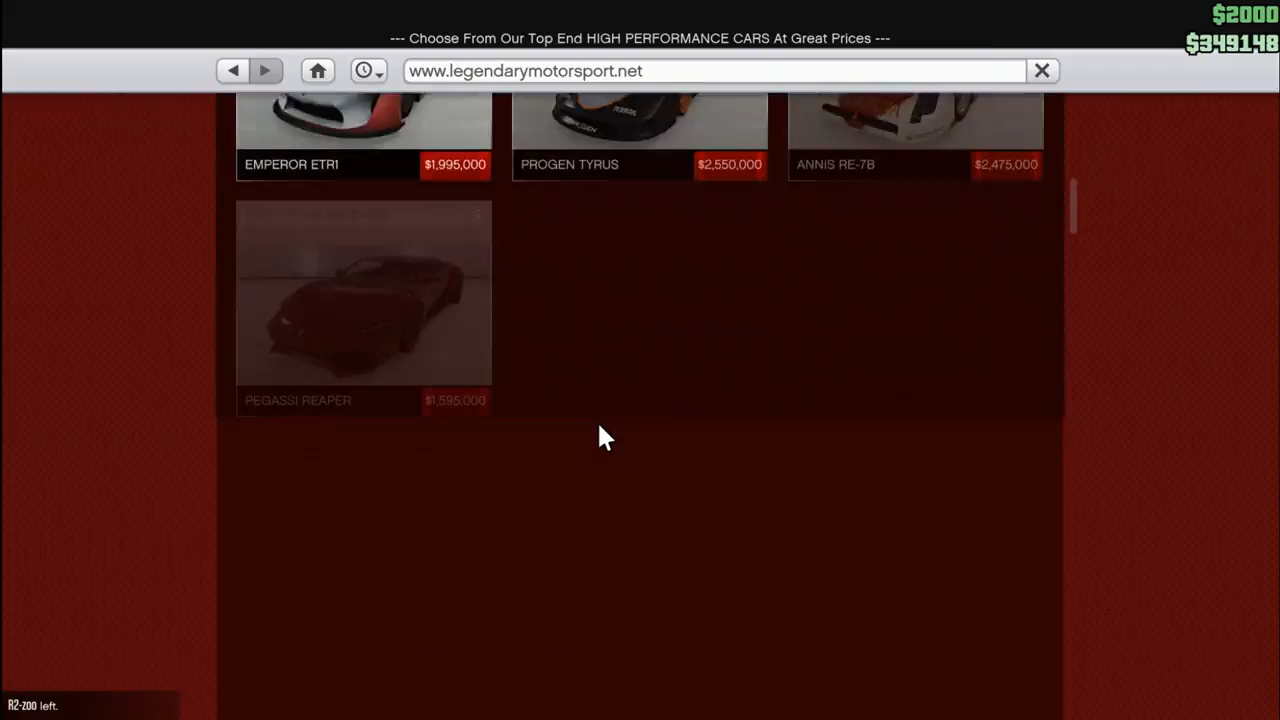 $2000
--- Choose From Our Top End HIGH PERFORMANCE CARS At Great Prices ---
$349148
www.legendarymotorsport.net
EMPEROR ETR1 $1,995,000
PROGEN TYRUS $2,550,000
ANNIS RE-7B $2,475,000
PEGASSI REAPER $1,595,000
R2-zoo left.